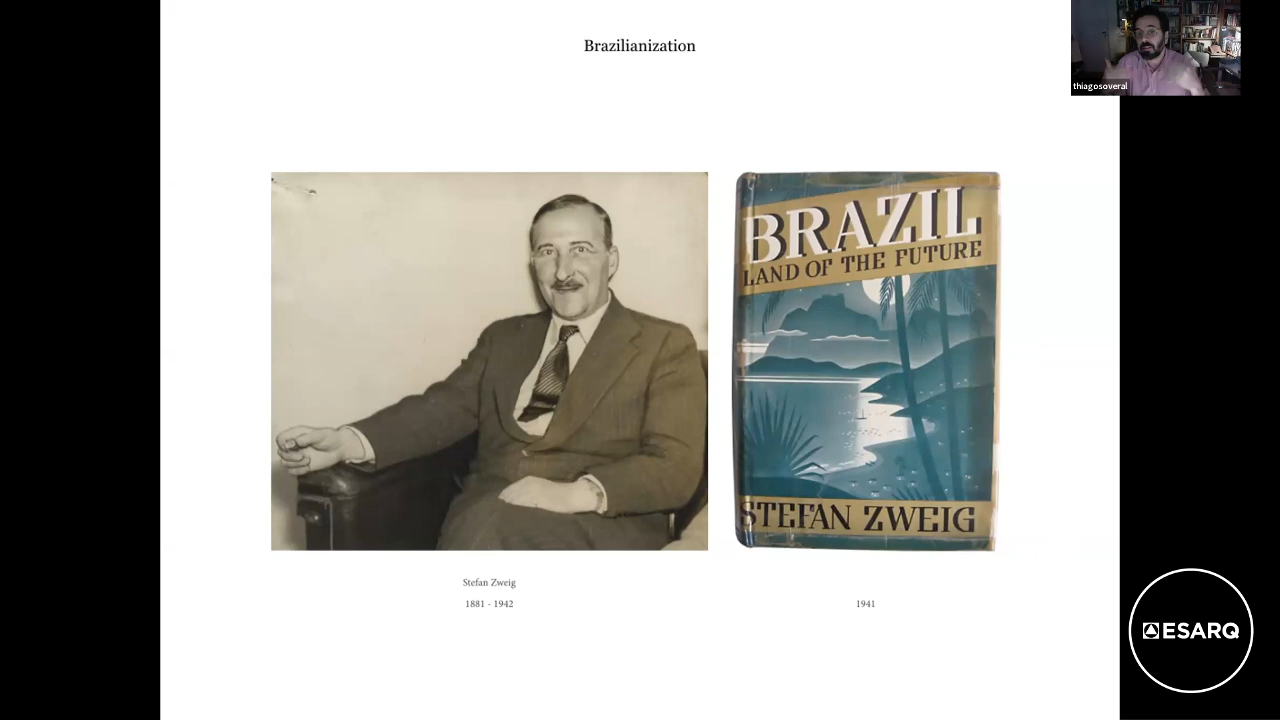 Brazilianization
thiagosoveral
BRAZIL
LAND OF THE FUTURE
STEFAN ZWEIG
Stefan Zweig
1881 - 1942
1941
ESARQ